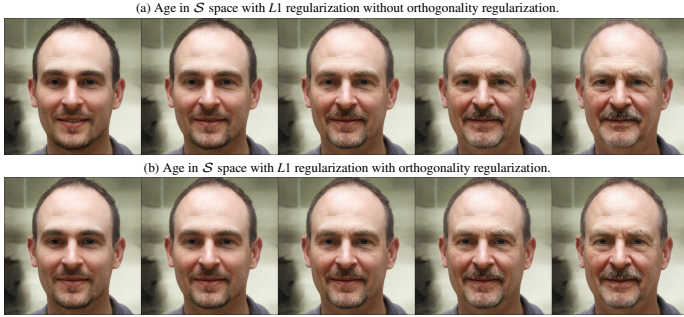 (a) Age in 𝒮 space with L1 regularization without orthogonality regularization.
(b) Age in 𝒮 space with L1 regularization with orthogonality regularization.